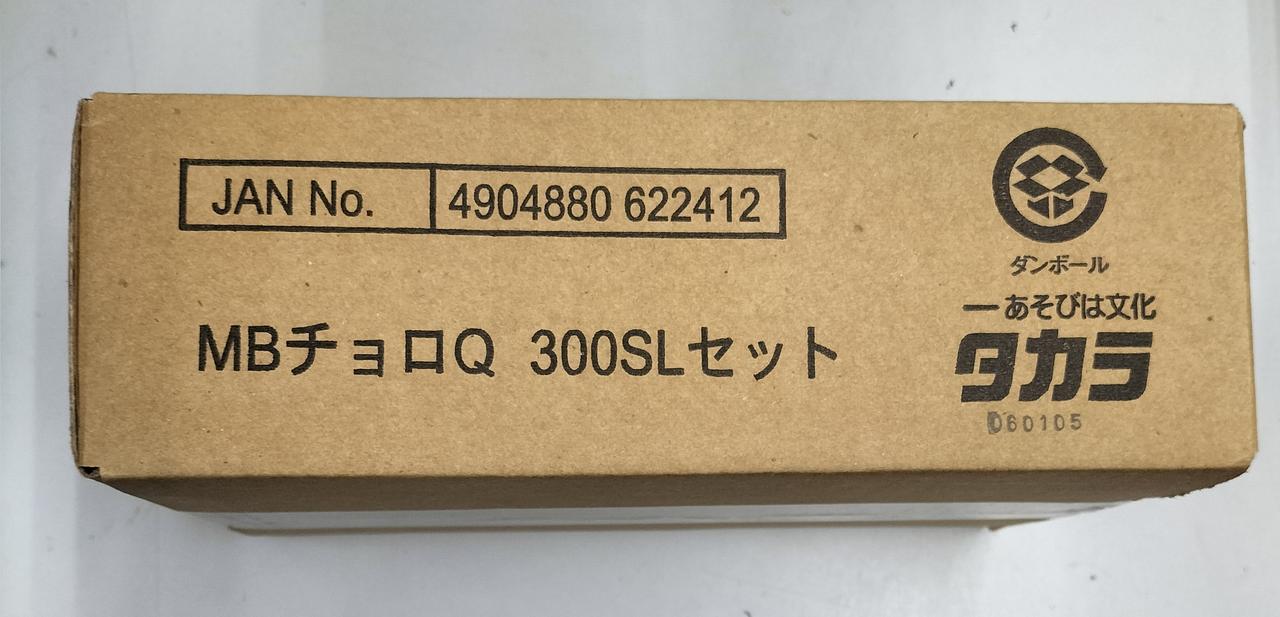 JAN No. 4904880 622412
MBチョロQ 300SLセット
ダンボール
ーあそびは文化
タカラ
060105